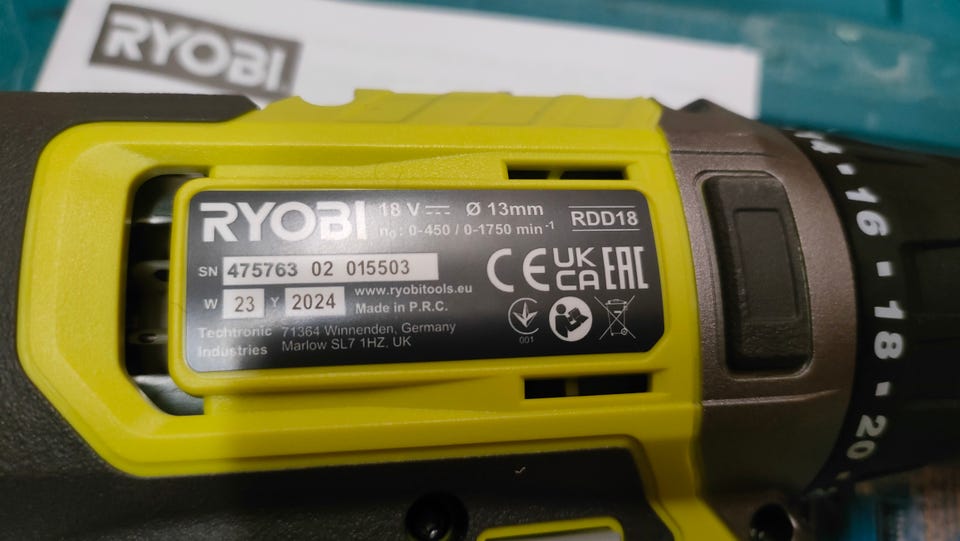 RYOBI
RYOBI 18 V ⎓ Ø 13mm RDD18
n₀ : 0-450 / 0-1750 min⁻¹
SN 475763 02 015503
W 23 Y 2024 www.ryobitools.eu
Made in P.R.C.
Techtronic 71364 Winnenden, Germany
Industries Marlow SL7 1HZ, UK
CE UK CA EAC
001
14
16
18
20